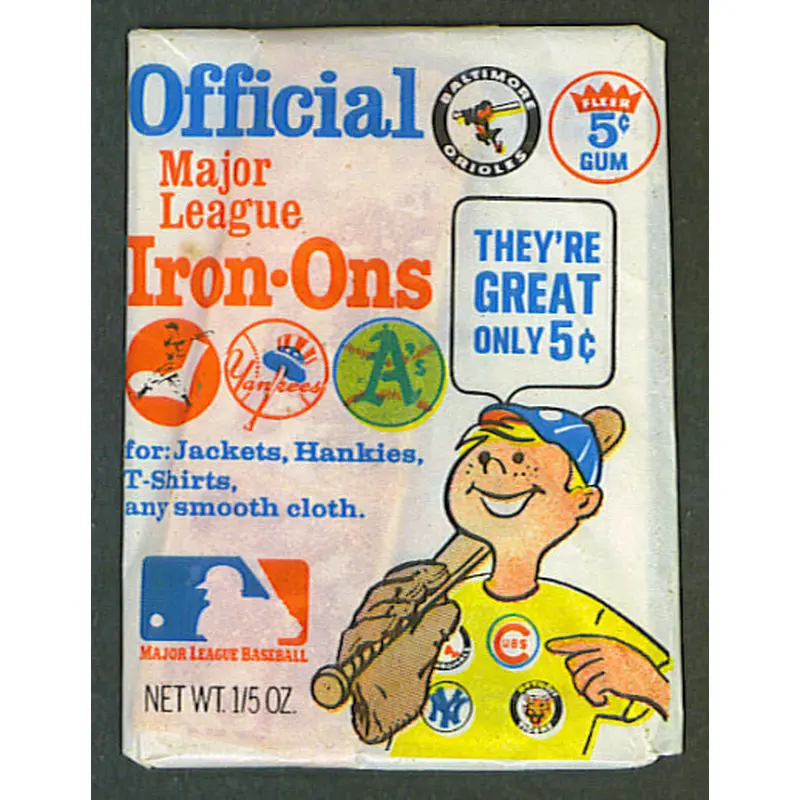 Official
Major
League
Iron-Ons
BALTIMORE
ORIOLES
FLEER
5¢
GUM
THEY'RE
GREAT
ONLY 5¢
Yankees
A's
for: Jackets, Hankies,
T-Shirts,
any smooth cloth.
MAJOR LEAGUE BASEBALL
NET WT. 1/5 OZ.
CUBS
NY